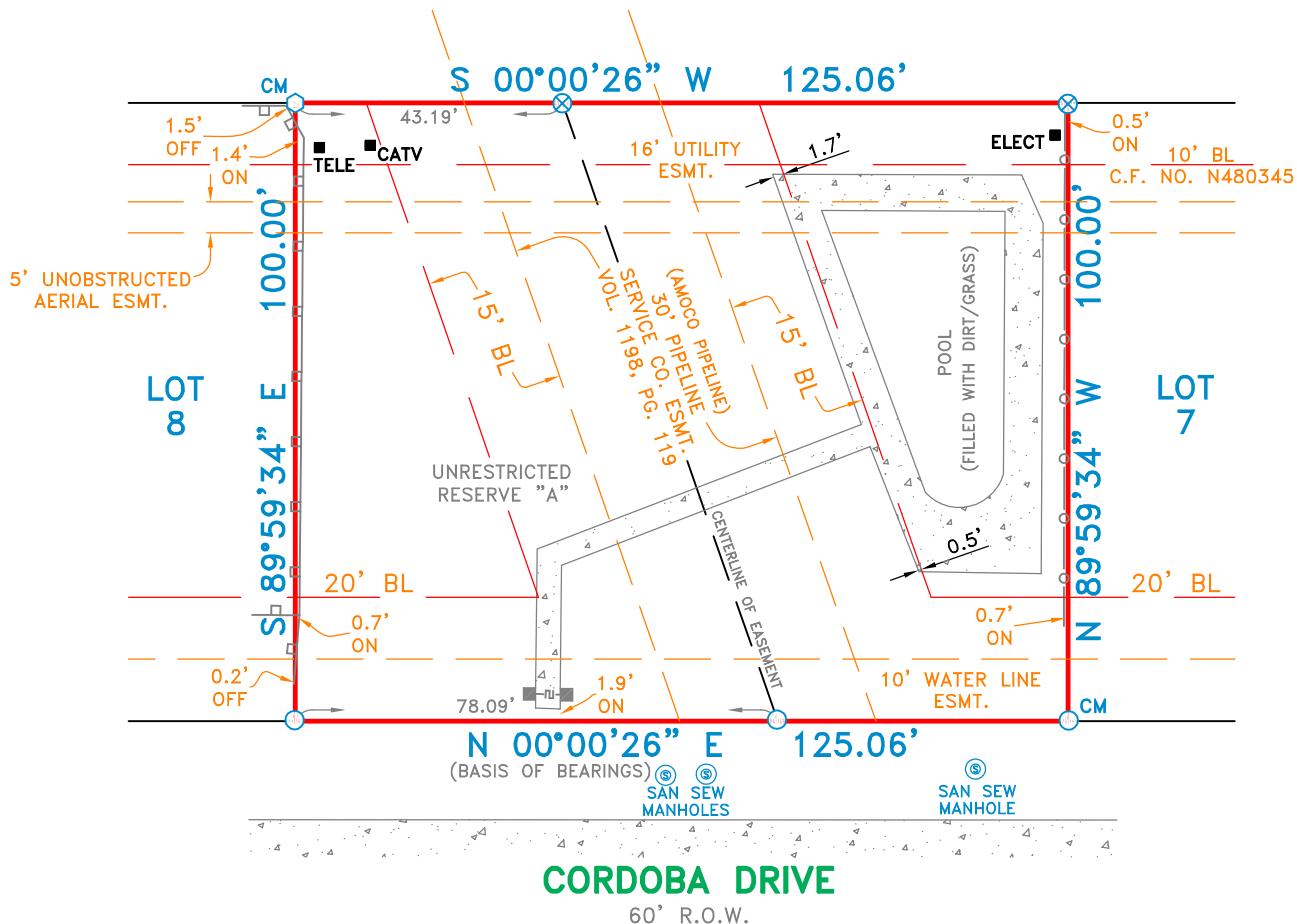 S 00°00'26" W 125.06'
CM
43.19'
1.5'
OFF
1.4'
ON
TELE
CATV
16' UTILITY
ESMT.
1.7'
ELECT
0.5'
ON
10' BL
C.F. NO. N480345
5' UNOBSTRUCTED
AERIAL ESMT.
S 89°59'34" E 100.00'
N 89°59'34" W 100.00'
15' BL
(AMOCO PIPELINE)
30' PIPELINE
SERVICE CO. ESMT.
VOL. 1198, PG. 119
15' BL
POOL
(FILLED WITH DIRT/GRASS)
LOT
8
LOT
7
UNRESTRICTED
RESERVE "A"
CENTERLINE OF EASEMENT
0.5'
20' BL
20' BL
0.7'
ON
0.7'
ON
0.2'
OFF
78.09'
1.9'
ON
10' WATER LINE
ESMT.
CM
N 00°00'26" E 125.06'
(BASIS OF BEARINGS)
S
S
S
SAN SEW
MANHOLES
SAN SEW
MANHOLE
CORDOBA DRIVE
60' R.O.W.